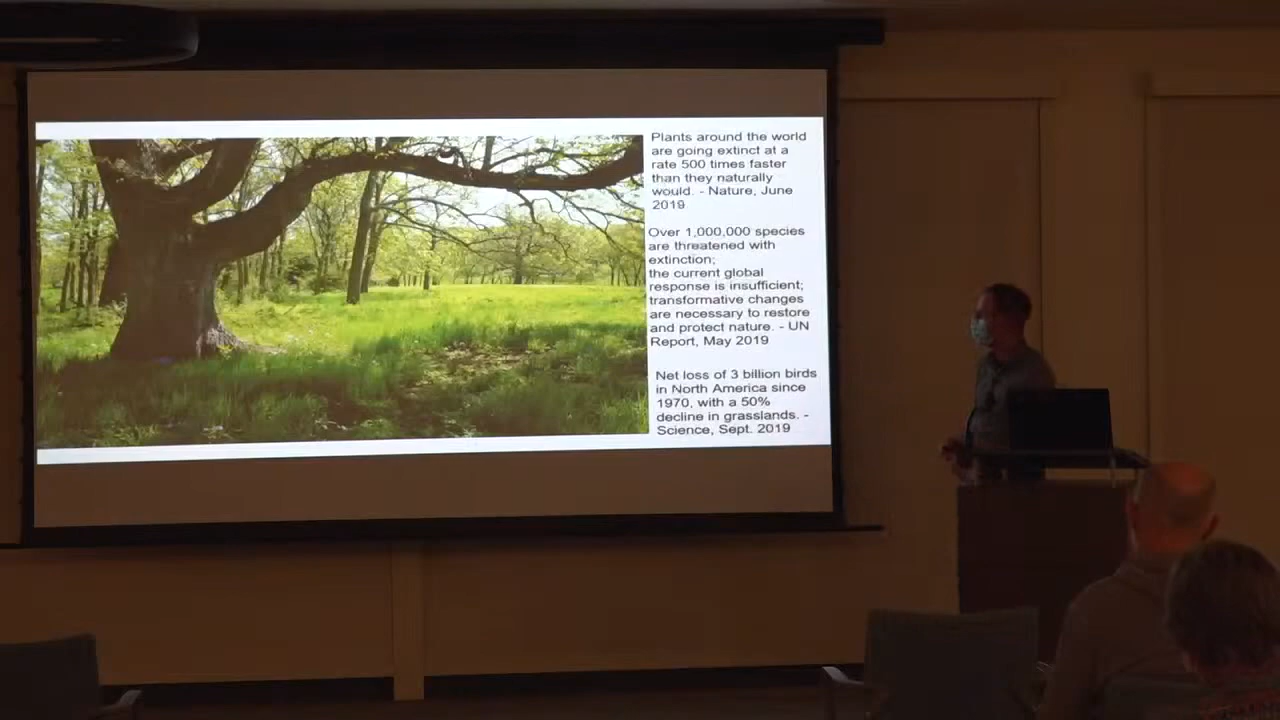 Plants around the world
are going extinct at a
rate 500 times faster
than they naturally
would. - Nature, June
2019
Over 1,000,000 species
are threatened with
extinction;
the current global
response is insufficient;
transformative changes
are necessary to restore
and protect nature. - UN
Report, May 2019
Net loss of 3 billion birds
in North America since
1970, with a 50%
decline in grasslands. -
Science, Sept. 2019